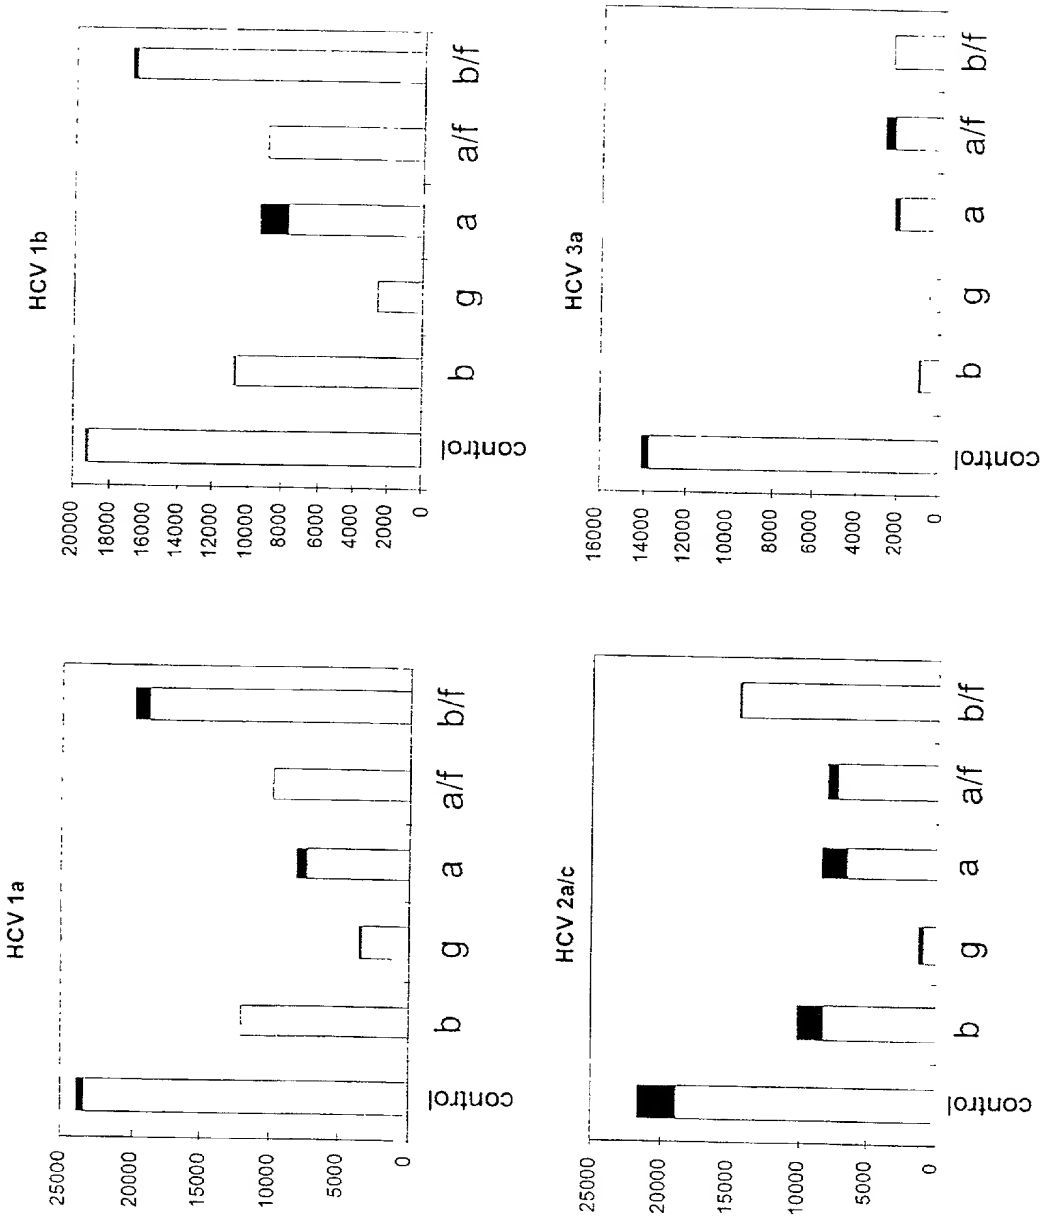 HCV 1a
25000
20000
15000
10000
5000
0
control
b
g
a
a/f
b/f
HCV 1b
20000
18000
16000
14000
12000
10000
8000
6000
4000
2000
0
control
b
g
a
a/f
b/f
HCV 2a/c
25000
20000
15000
10000
5000
0
control
b
g
a
a/f
b/f
HCV 3a
16000
14000
12000
10000
8000
6000
4000
2000
0
control
b
g
a
a/f
b/f